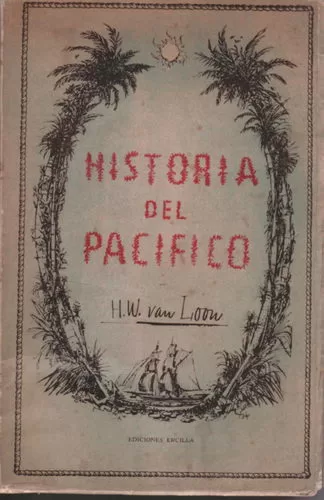 HISTORIA
DEL
PACIFICO
H.W. van Loon
EDICIONES ERCILLA